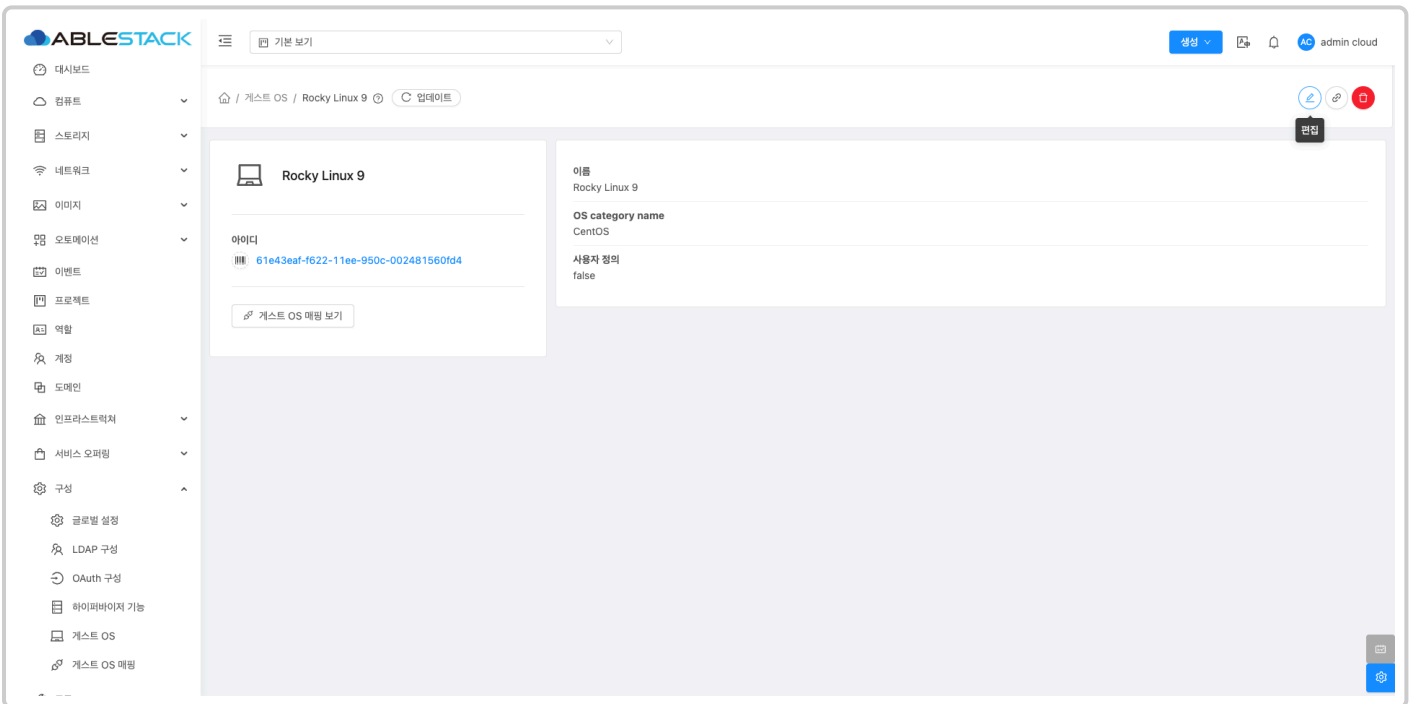 ABLESTACK
기본 보기
생성
AC admin cloud
대시보드
컴퓨트
스토리지
네트워크
이미지
오토메이션
이벤트
프로젝트
역할
계정
도메인
인프라스트럭쳐
서비스 오퍼링
구성
글로벌 설정
LDAP 구성
OAuth 구성
하이퍼바이저 기능
게스트 OS
게스트 OS 매핑
/ 게스트 OS / Rocky Linux 9 업데이트
편집
Rocky Linux 9
아이디
61e43eaf-f622-11ee-950c-002481560fd4
게스트 OS 매핑 보기
이름
Rocky Linux 9
OS category name
CentOS
사용자 정의
false